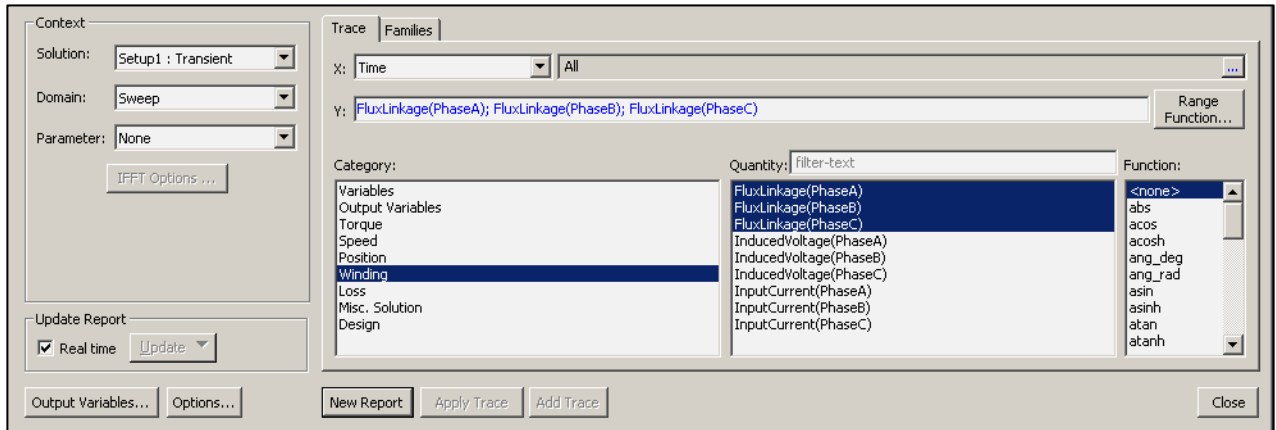 Context
Solution: Setup1 : Transient
Domain: Sweep
Parameter: None
IFFT Options ...
Update Report
Real time Update
Output Variables... Options...
Trace Families
X: Time All ...
Y: FluxLinkage(PhaseA); FluxLinkage(PhaseB); FluxLinkage(PhaseC)
Range
Function...
Category:
Variables
Output Variables
Torque
Speed
Position
Winding
Loss
Misc. Solution
Design
Quantity: filter-text
FluxLinkage(PhaseA)
FluxLinkage(PhaseB)
FluxLinkage(PhaseC)
InducedVoltage(PhaseA)
InducedVoltage(PhaseB)
InducedVoltage(PhaseC)
InputCurrent(PhaseA)
InputCurrent(PhaseB)
InputCurrent(PhaseC)
Function:
<none>
abs
acos
acosh
ang_deg
ang_rad
asin
asinh
atan
atanh
New Report Apply Trace Add Trace Close